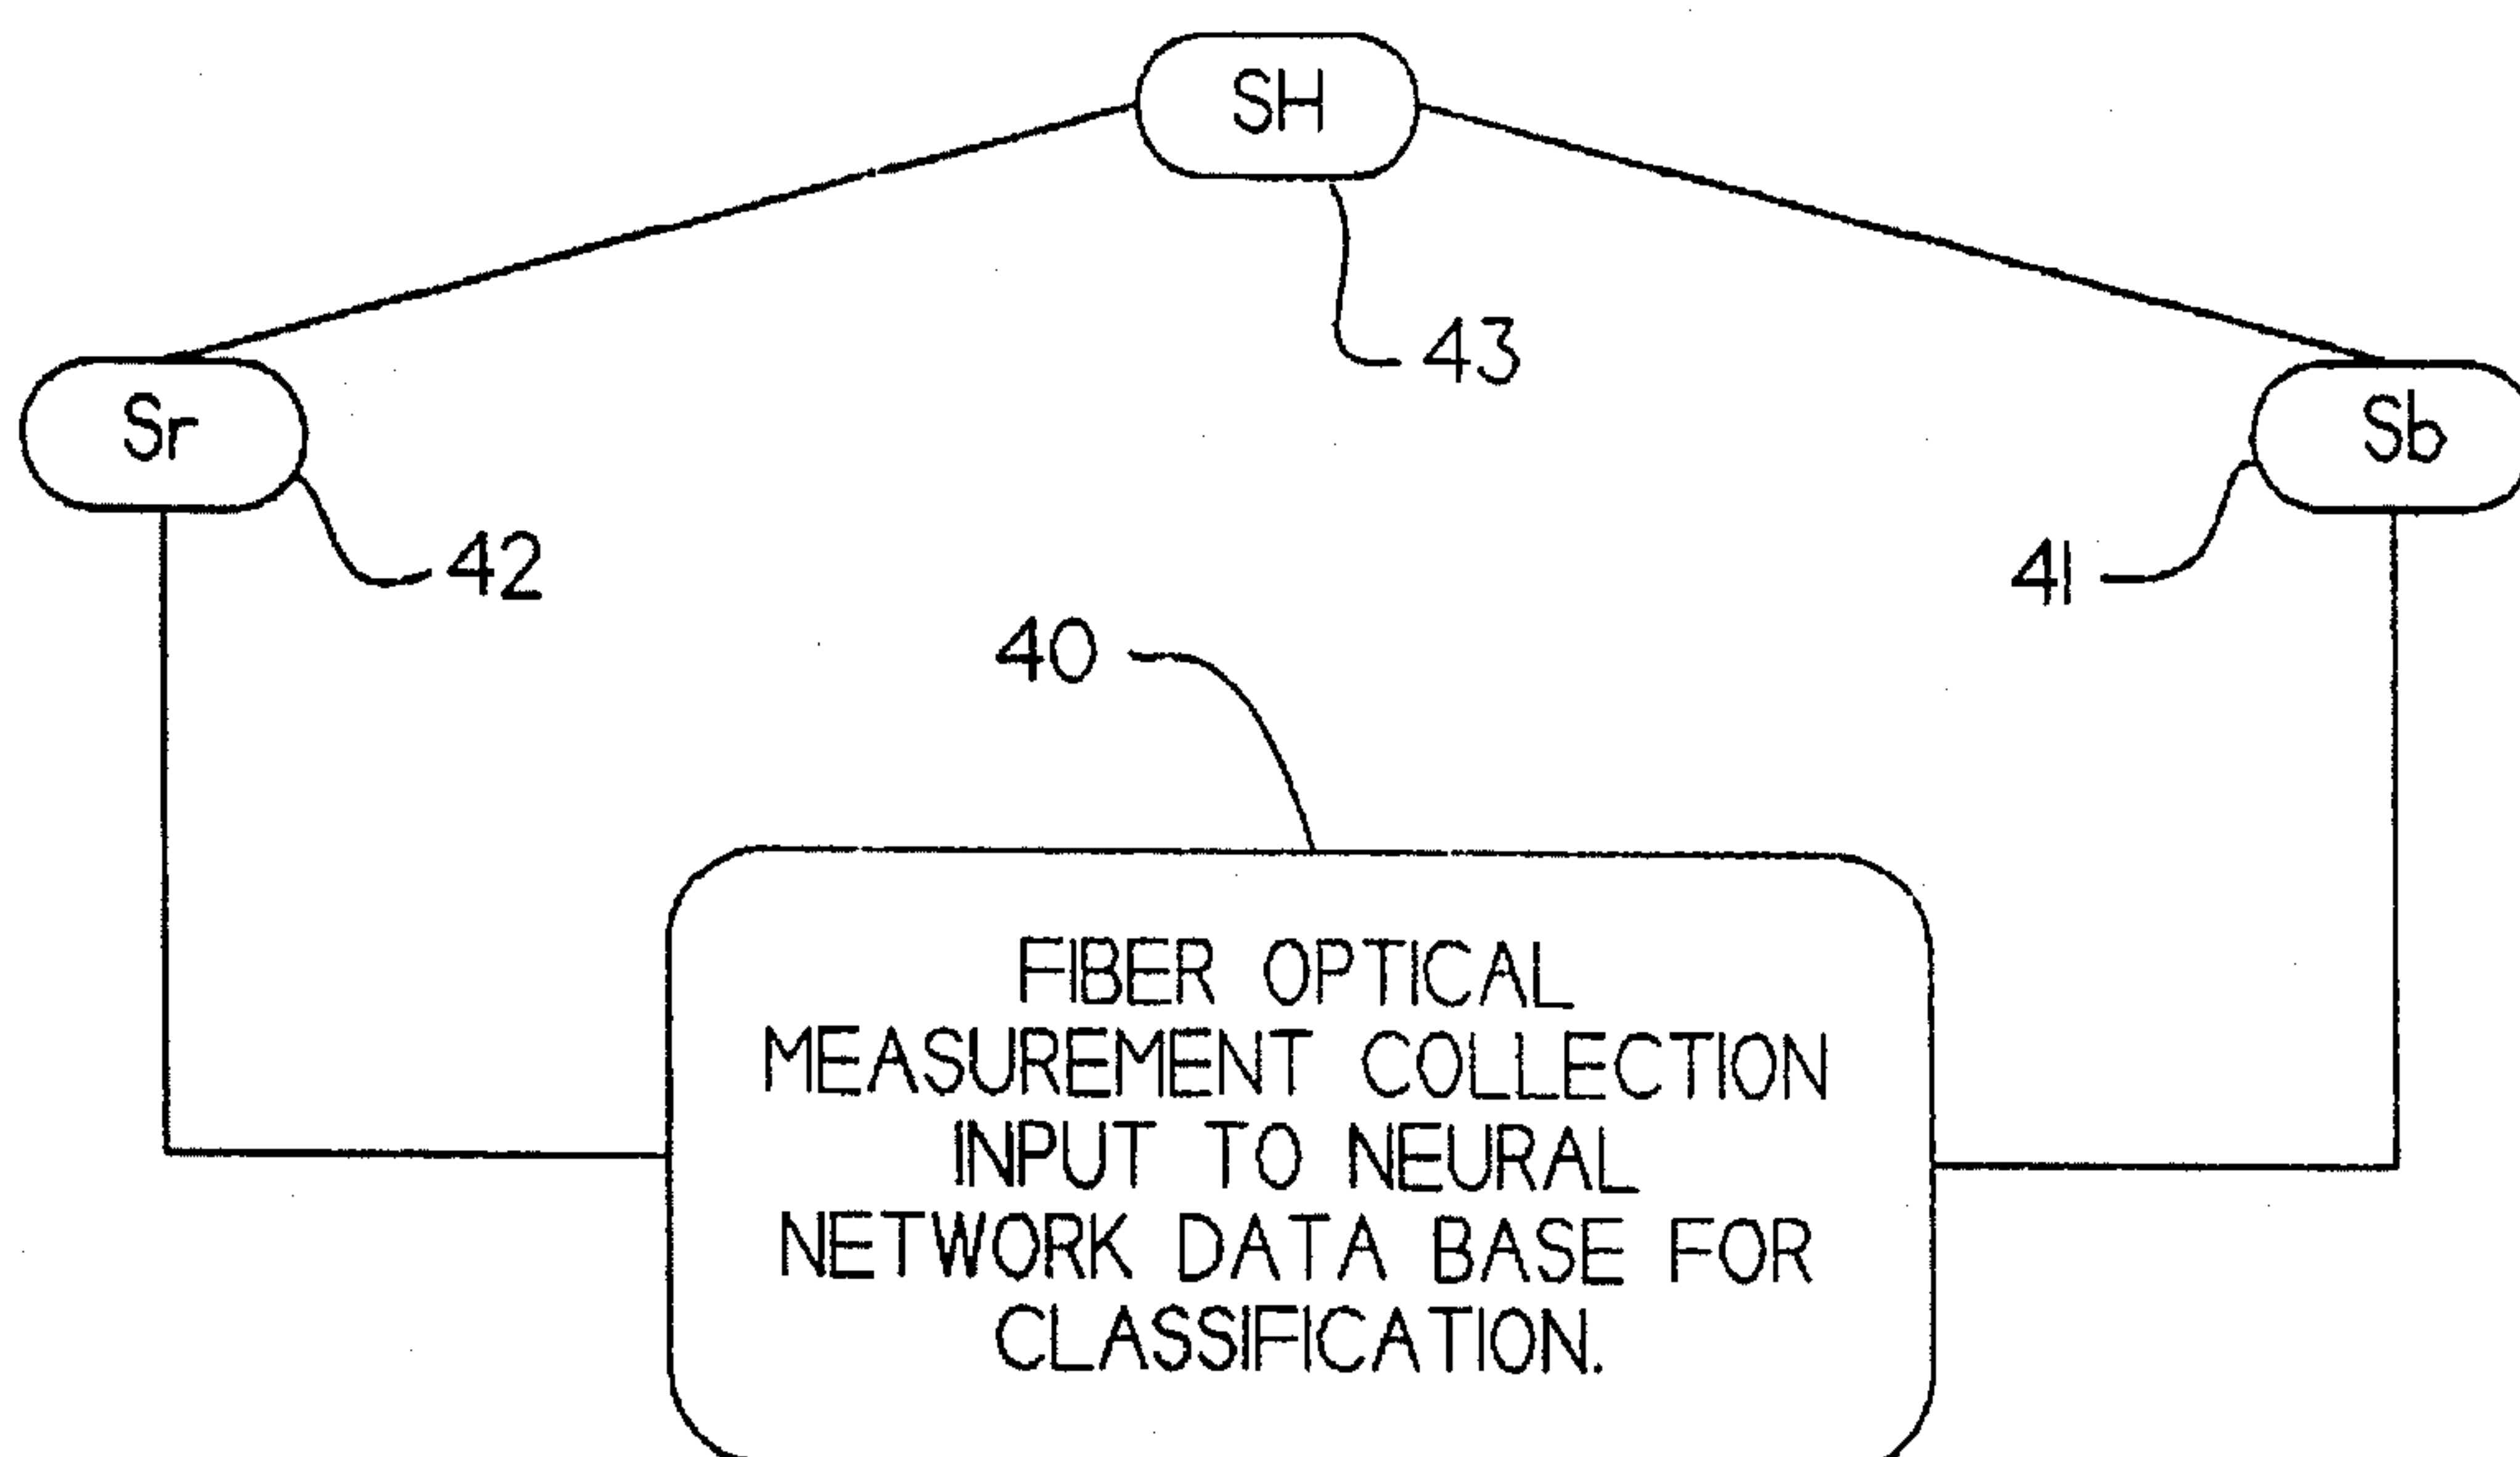 SH
43
Sr
Sb
42
41
40
FIBER OPTICAL
MEASUREMENT COLLECTION
INPUT TO NEURAL
NETWORK DATA BASE FOR
CLASSIFICATION.